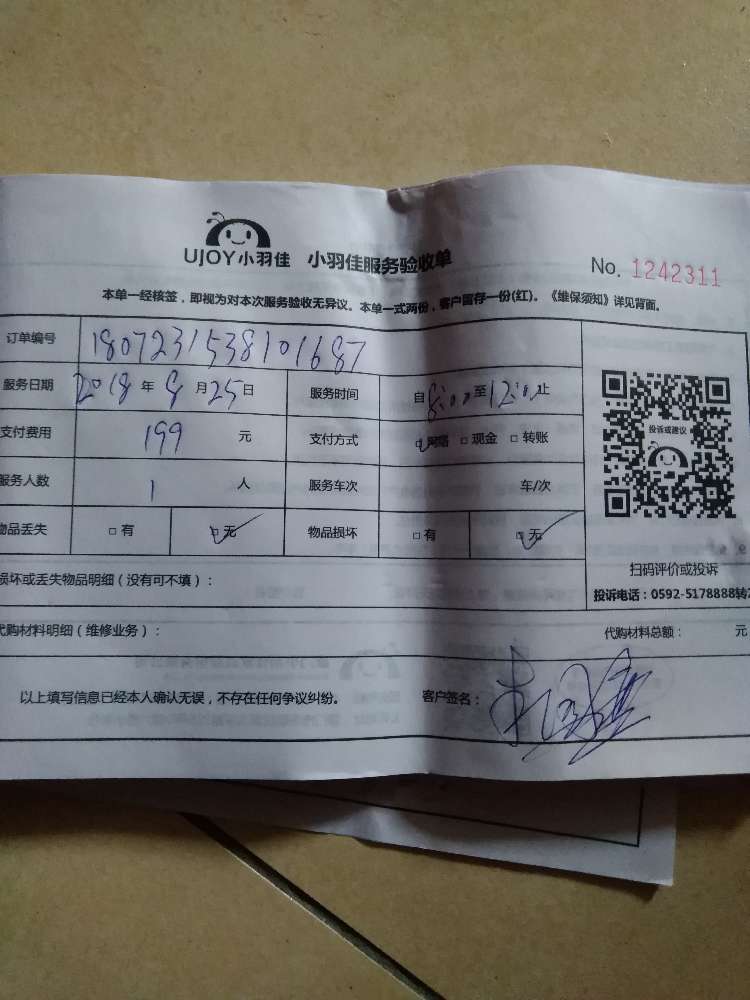 UJOY小羽佳 小羽佳服务验收单 No. 1242311
本单一经核签，即视为对本次服务验收无异议。本单一式两份，客户留存一份(红)。《维保须知》详见背面。
订单编号 1807231538101687
服务日期 2018 年 8 月 25 日 服务时间 自 8:00 至 12:00 止
支付费用 199 元 支付方式 网络 □ 现金 □ 转账
投诉或建议
服务人数 1 人 服务车次 车/次
物品丢失 □ 有 □ 无 物品损坏 □ 有 □ 无
扫码评价或投诉
损坏或丢失物品明细（没有可不填）：
投诉电话：0592-5178888转
代购材料明细（维修业务）： 代购材料总额： 元
以上填写信息已经本人确认无误，不存在任何争议纠纷。 客户签名：